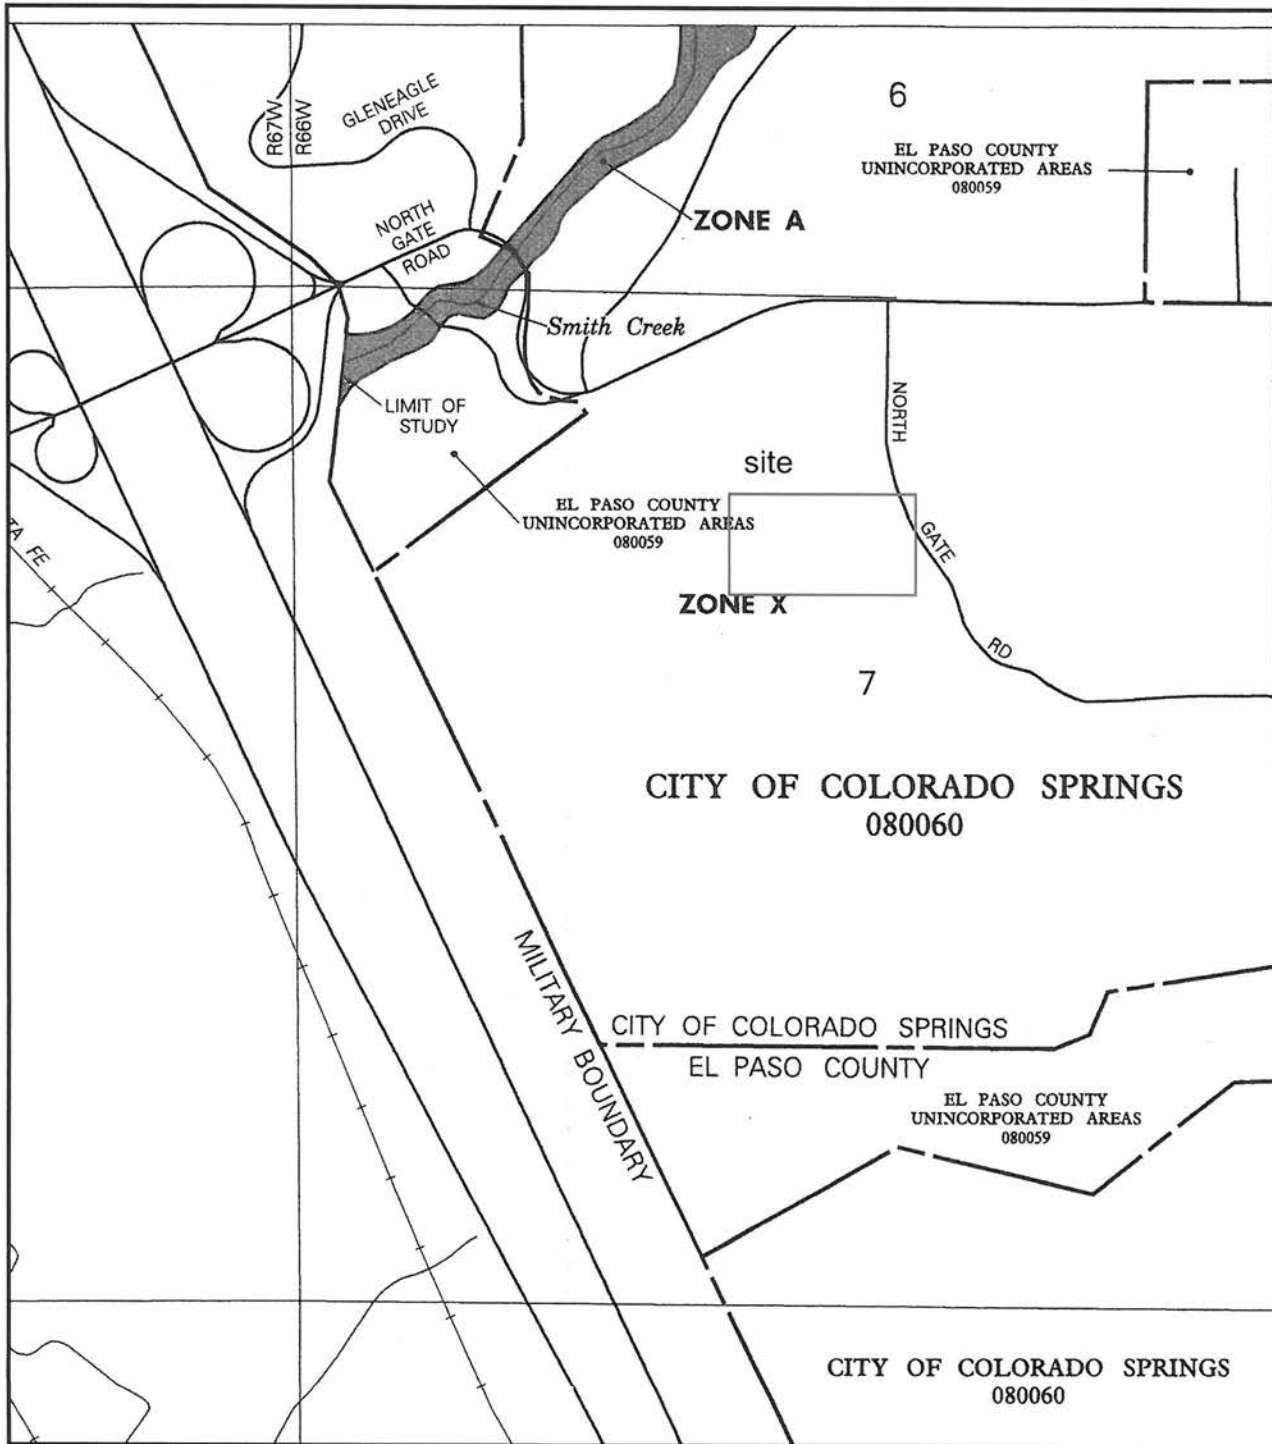 6
GLENEAGLE
DRIVE
R67W
R66W
EL PASO COUNTY
UNINCORPORATED AREAS
080059
NORTH
GATE
ROAD
ZONE A
Smith Creek
LIMIT OF
STUDY
NORTH
site
EL PASO COUNTY
UNINCORPORATED AREAS
080059
GATE
TA FE
ZONE X
RD
7
CITY OF COLORADO SPRINGS
080060
MILITARY BOUNDARY
CITY OF COLORADO SPRINGS
EL PASO COUNTY
EL PASO COUNTY
UNINCORPORATED AREAS
080059
CITY OF COLORADO SPRINGS
080060